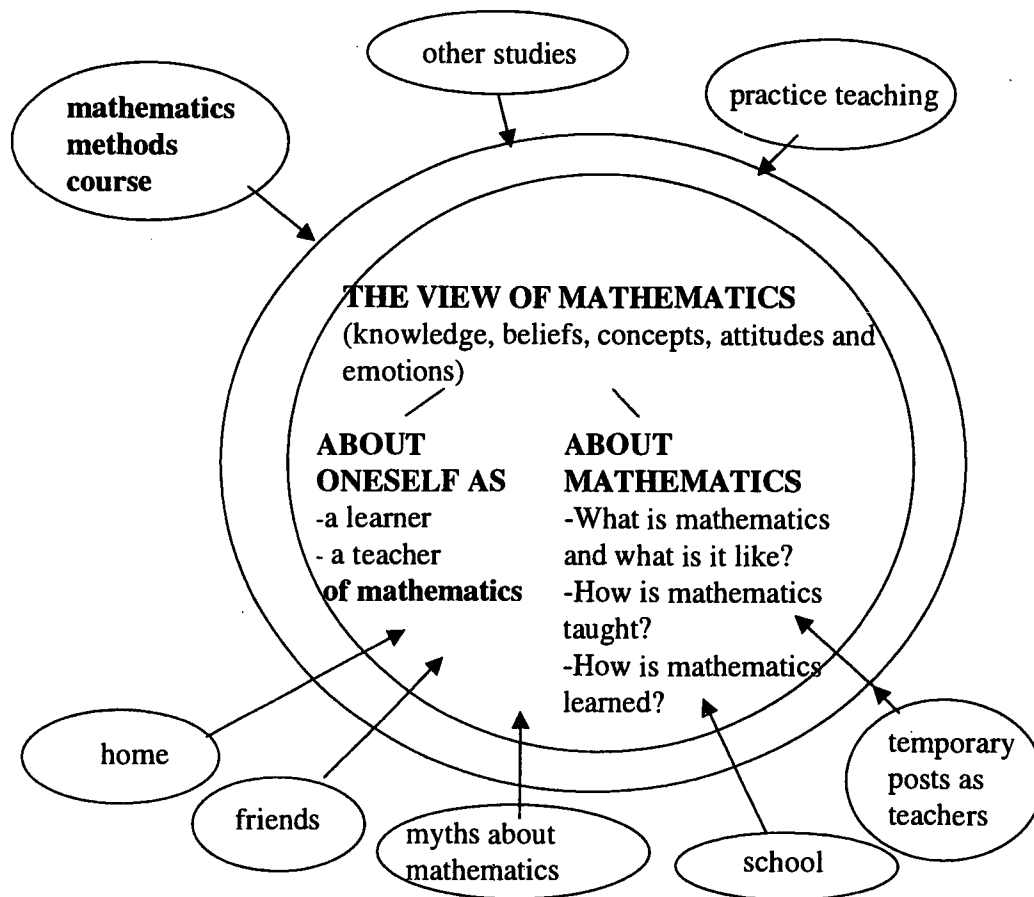 other studies
practice teaching
mathematics
methods
course
THE VIEW OF MATHEMATICS
(knowledge, beliefs, concepts, attitudes and
emotions)
ABOUT
ONESELF AS
-a learner
- a teacher
of mathematics
ABOUT
MATHEMATICS
-What is mathematics
and what is it like?
-How is mathematics
taught?
-How is mathematics
learned?
home
friends
myths about
mathematics
school
temporary
posts as
teachers